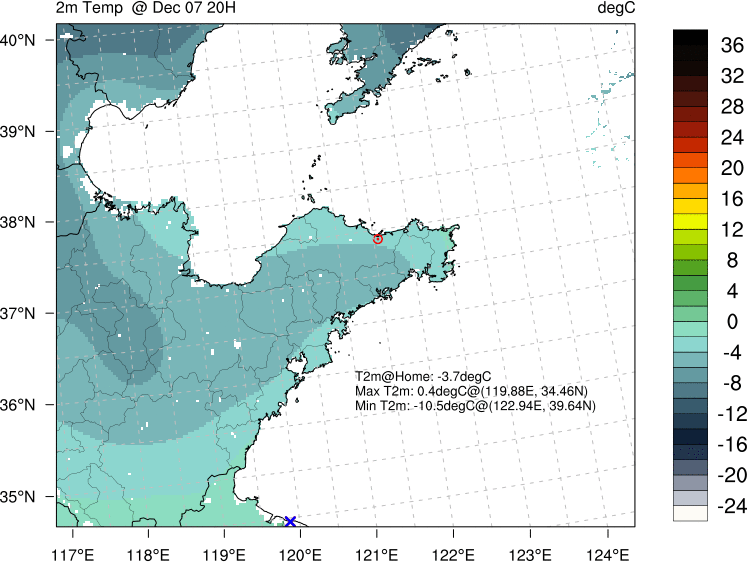 2m Temp @ Dec 07 20H
degC
40°N
39°N
38°N
37°N
36°N
35°N
T2m@Home: -3.7degC
Max T2m: 0.4degC@(119.88E, 34.46N)
Min T2m: -10.5degC@(122.94E, 39.64N)
117°E 118°E 119°E 120°E 121°E 122°E 123°E 124°E
36
32
28
24
20
16
12
8
4
0
-4
-8
-12
-16
-20
-24